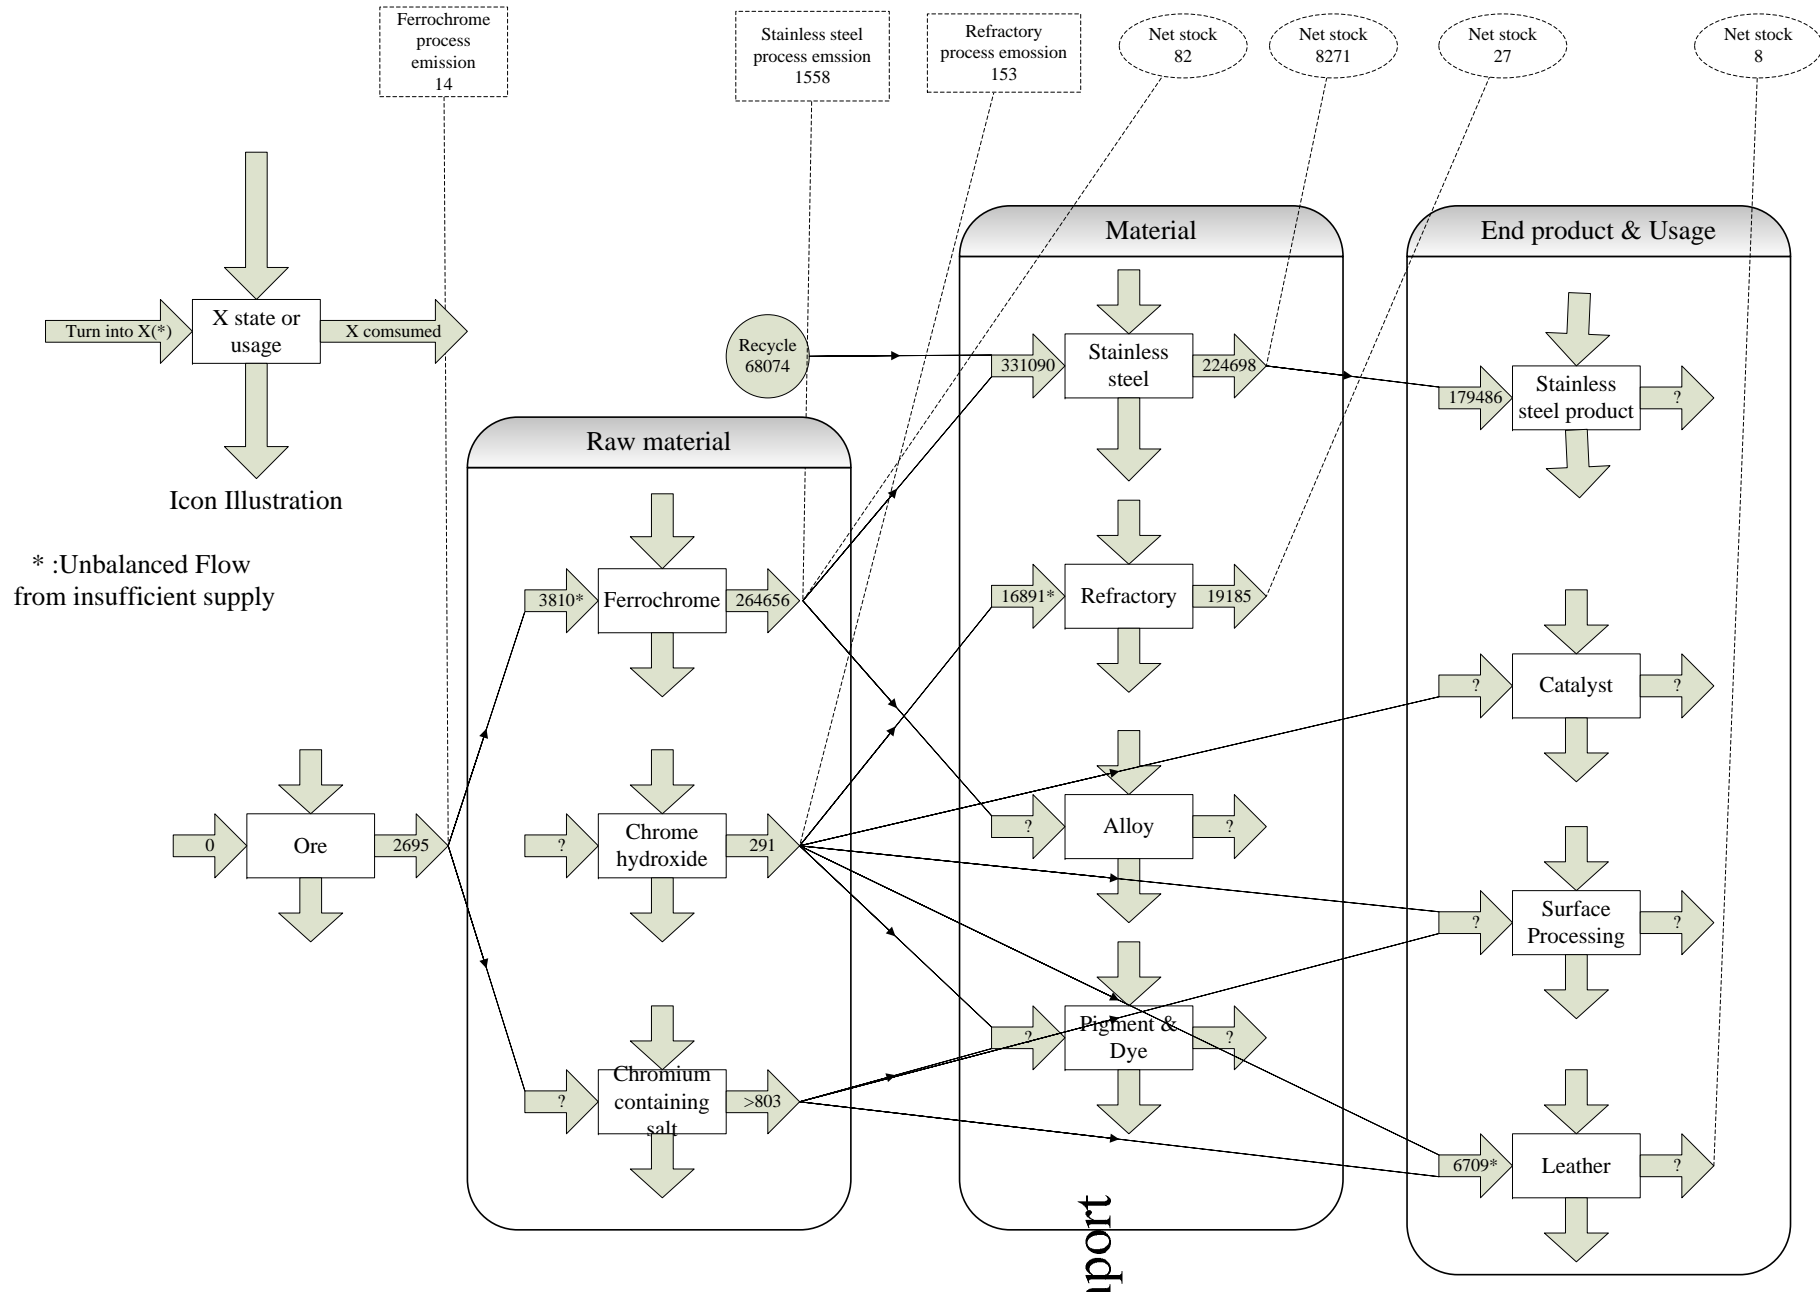 Ferrochrome
process
emission
14
Stainless steel
process emssion
1558
Refractory
process emossion
153
Net stock
82
Net stock
8271
Net stock
27
Net stock
8
Turn into X(*)
X state or
usage
X comsumed
Icon Illustration
* :Unbalanced Flow
from insufficient supply
Recycle
68074
Raw material
3810*
Ferrochrome
264656
0
Ore
2695
?
Chrome
hydroxide
291
?
Chromium
containing
salt
>803
Material
331090
Stainless
steel
224698
16891*
Refractory
19185
?
Alloy
?
?
Pigment &
Dye
?
End product & Usage
179486
Stainless
steel product
?
?
Catalyst
?
?
Surface
Processing
?
6709*
Leather
?